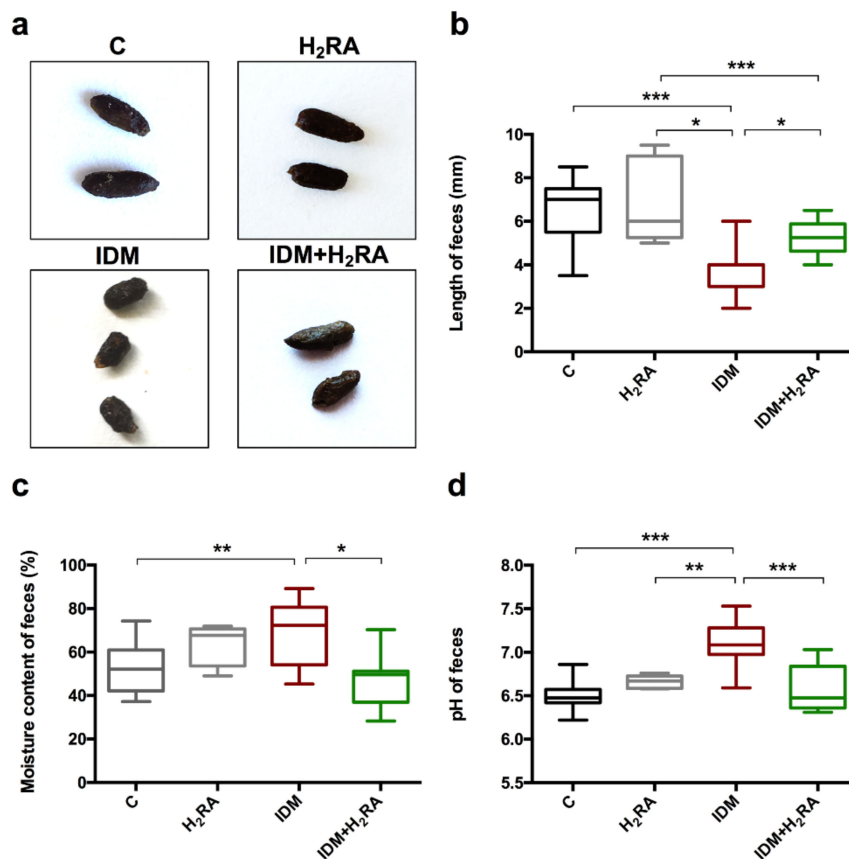 a
C
H₂RA
IDM
IDM+H₂RA
b
***
***
*
*
Length of feces (mm)
10
8
6
4
2
0
C
H₂RA
IDM
IDM+H₂RA
c
**
*
Moisture content of feces (%)
100
80
60
40
20
0
C
H₂RA
IDM
IDM+H₂RA
d
***
**
***
pH of feces
8.0
7.5
7.0
6.5
6.0
5.5
C
H₂RA
IDM
IDM+H₂RA